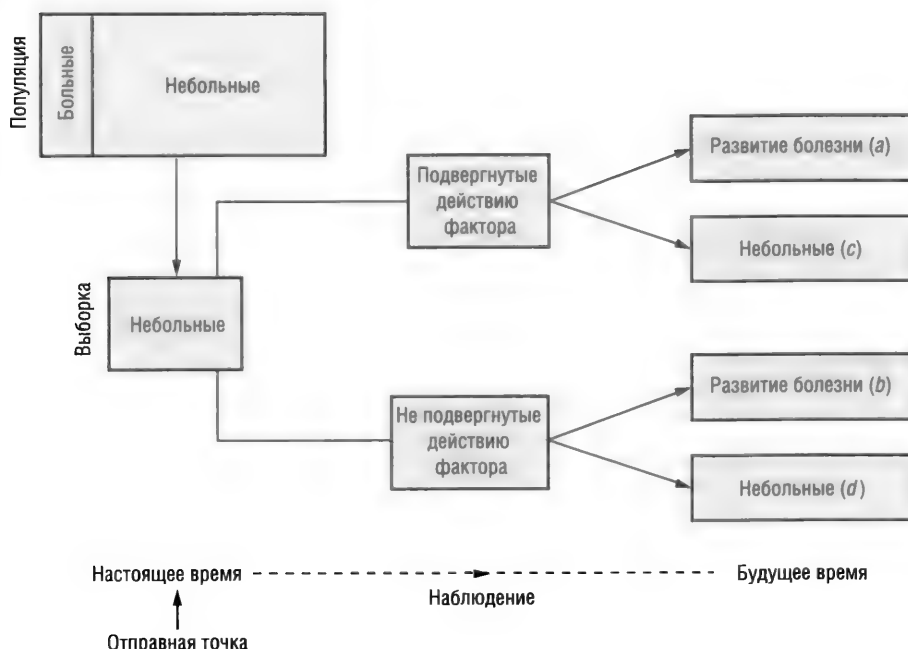 Популяция
Больные
Небольные
Выборка
Небольные
Подвергнутые
действию
фактора
Развитие болезни (a)
Небольные (c)
Не подвергнутые
действию
фактора
Развитие болезни (b)
Небольные (d)
Настоящее время
Наблюдение
Будущее время
Отправная точка